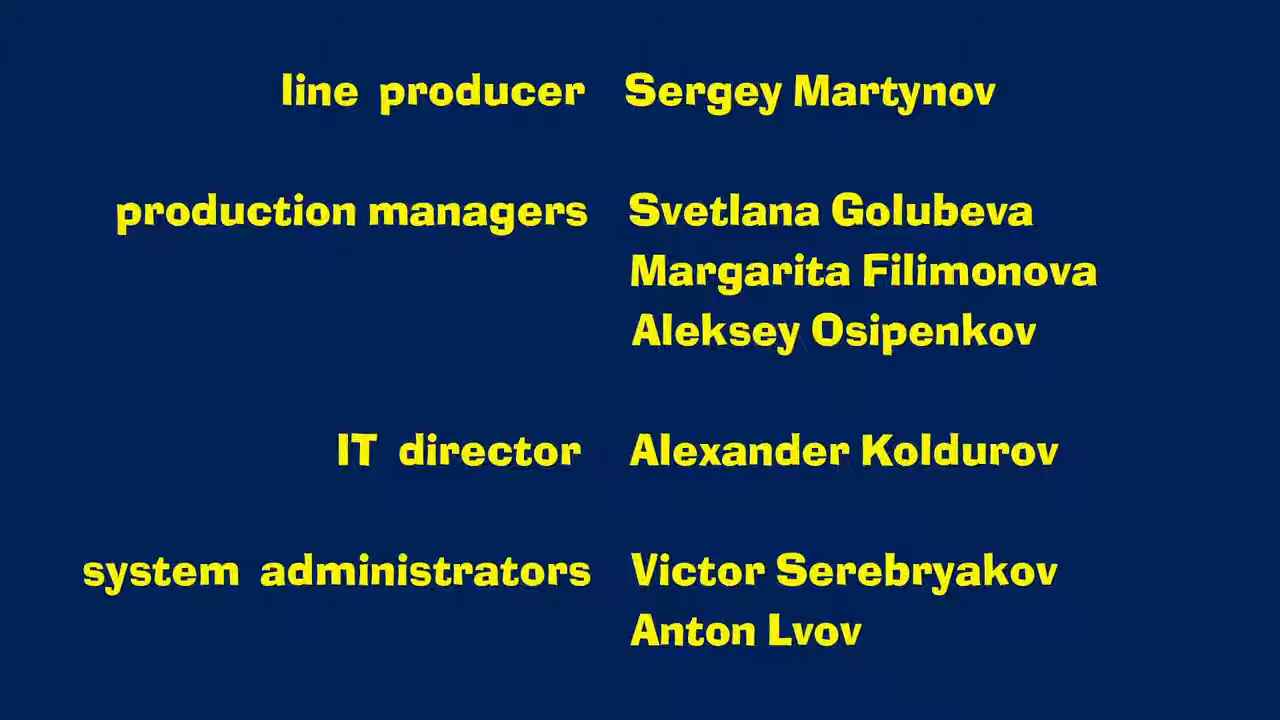 line producer Sergey Martynov
production managers Svetlana Golubeva
Margarita Filimonova
Aleksey Osipenkov
IT director Alexander Koldurov
system administrators Victor Serebryakov
Anton Lvov